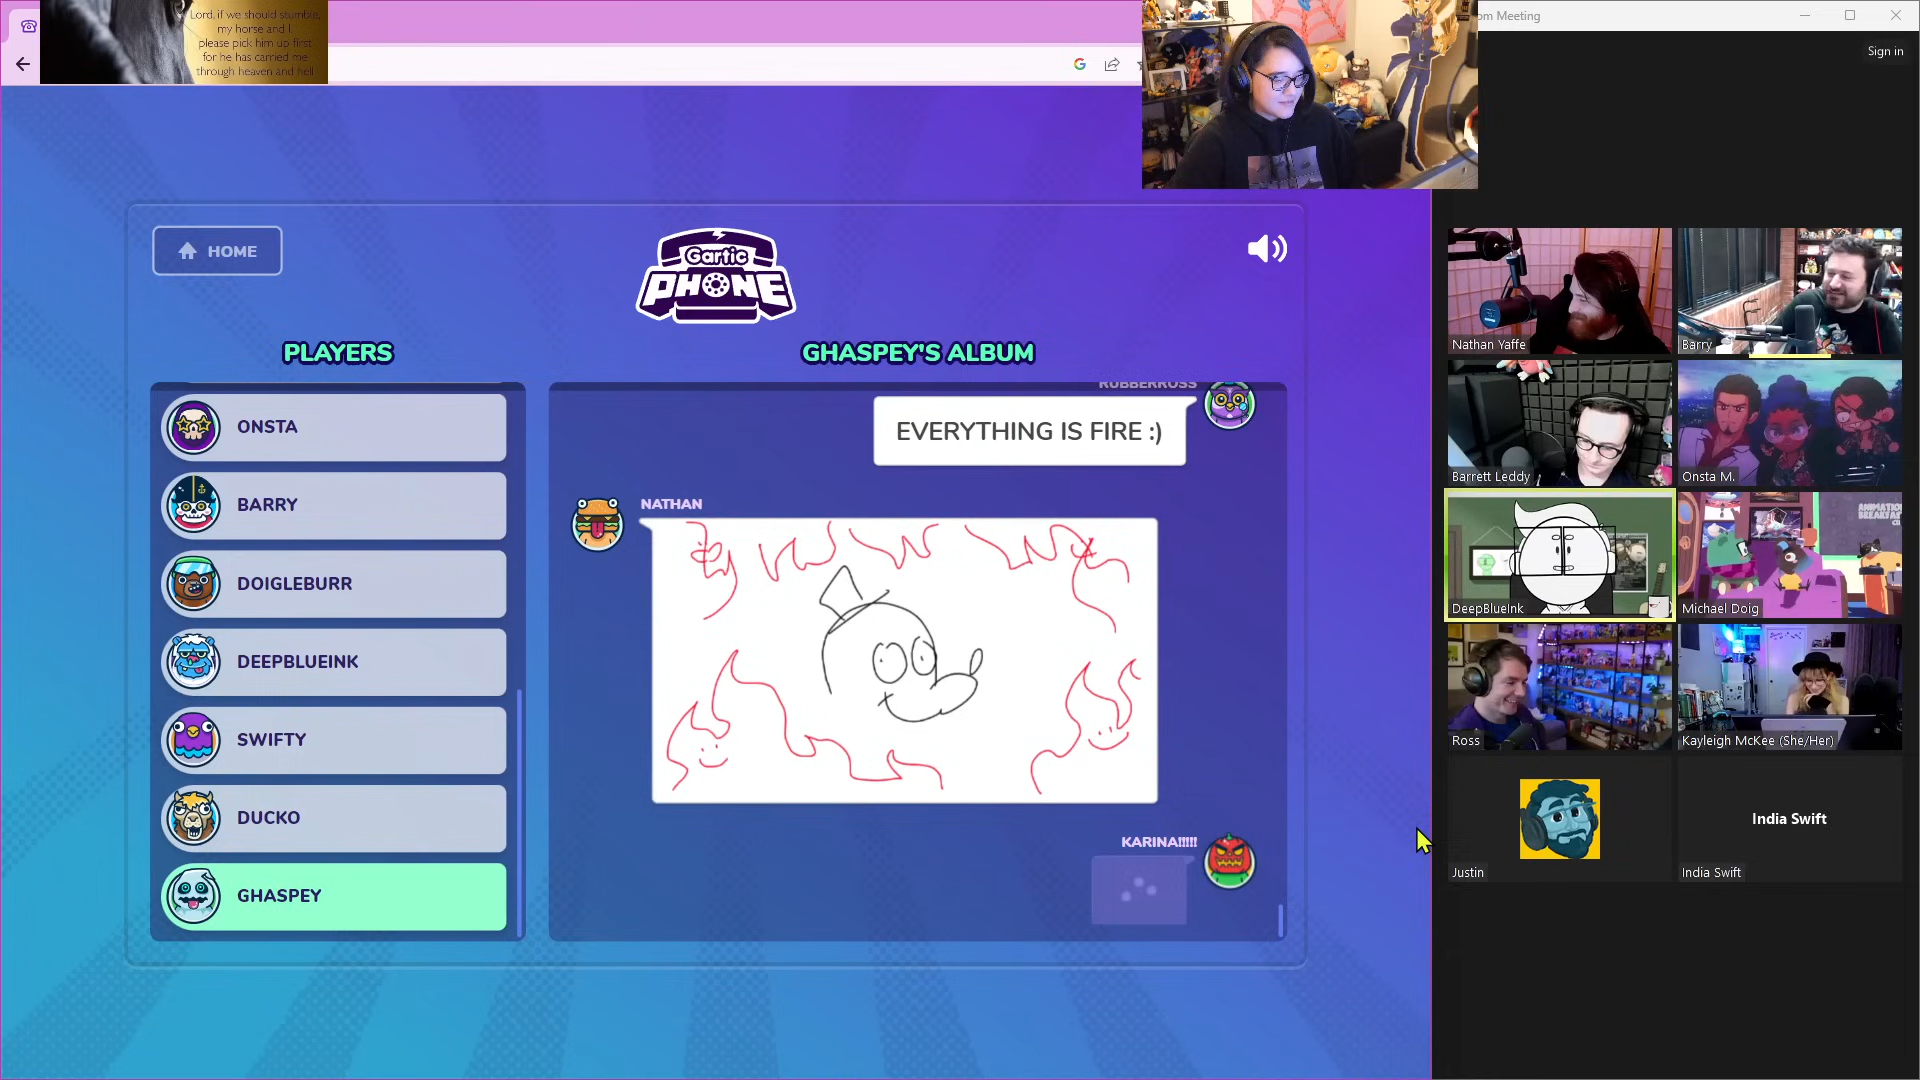 Lord, if we should stumble,
my horse and I,
please pick him up first
for he has carried me
through heaven and hell
om Meeting
Sign in
HOME
Gartic
PHONE
PLAYERS
GHASPEY'S ALBUM
ONSTA
BARRY
DOIGLEBURR
DEEPBLUEINK
SWIFTY
DUCKO
GHASPEY
RUBBERROSS
EVERYTHING IS FIRE :)
NATHAN
KARINA!!!!!
Nathan Yaffe
Barry
Barrett Leddy
Onsta M.
DeepBlueInk
Michael Doig
Ross
Kayleigh McKee (She/Her)
Justin
India Swift
India Swift